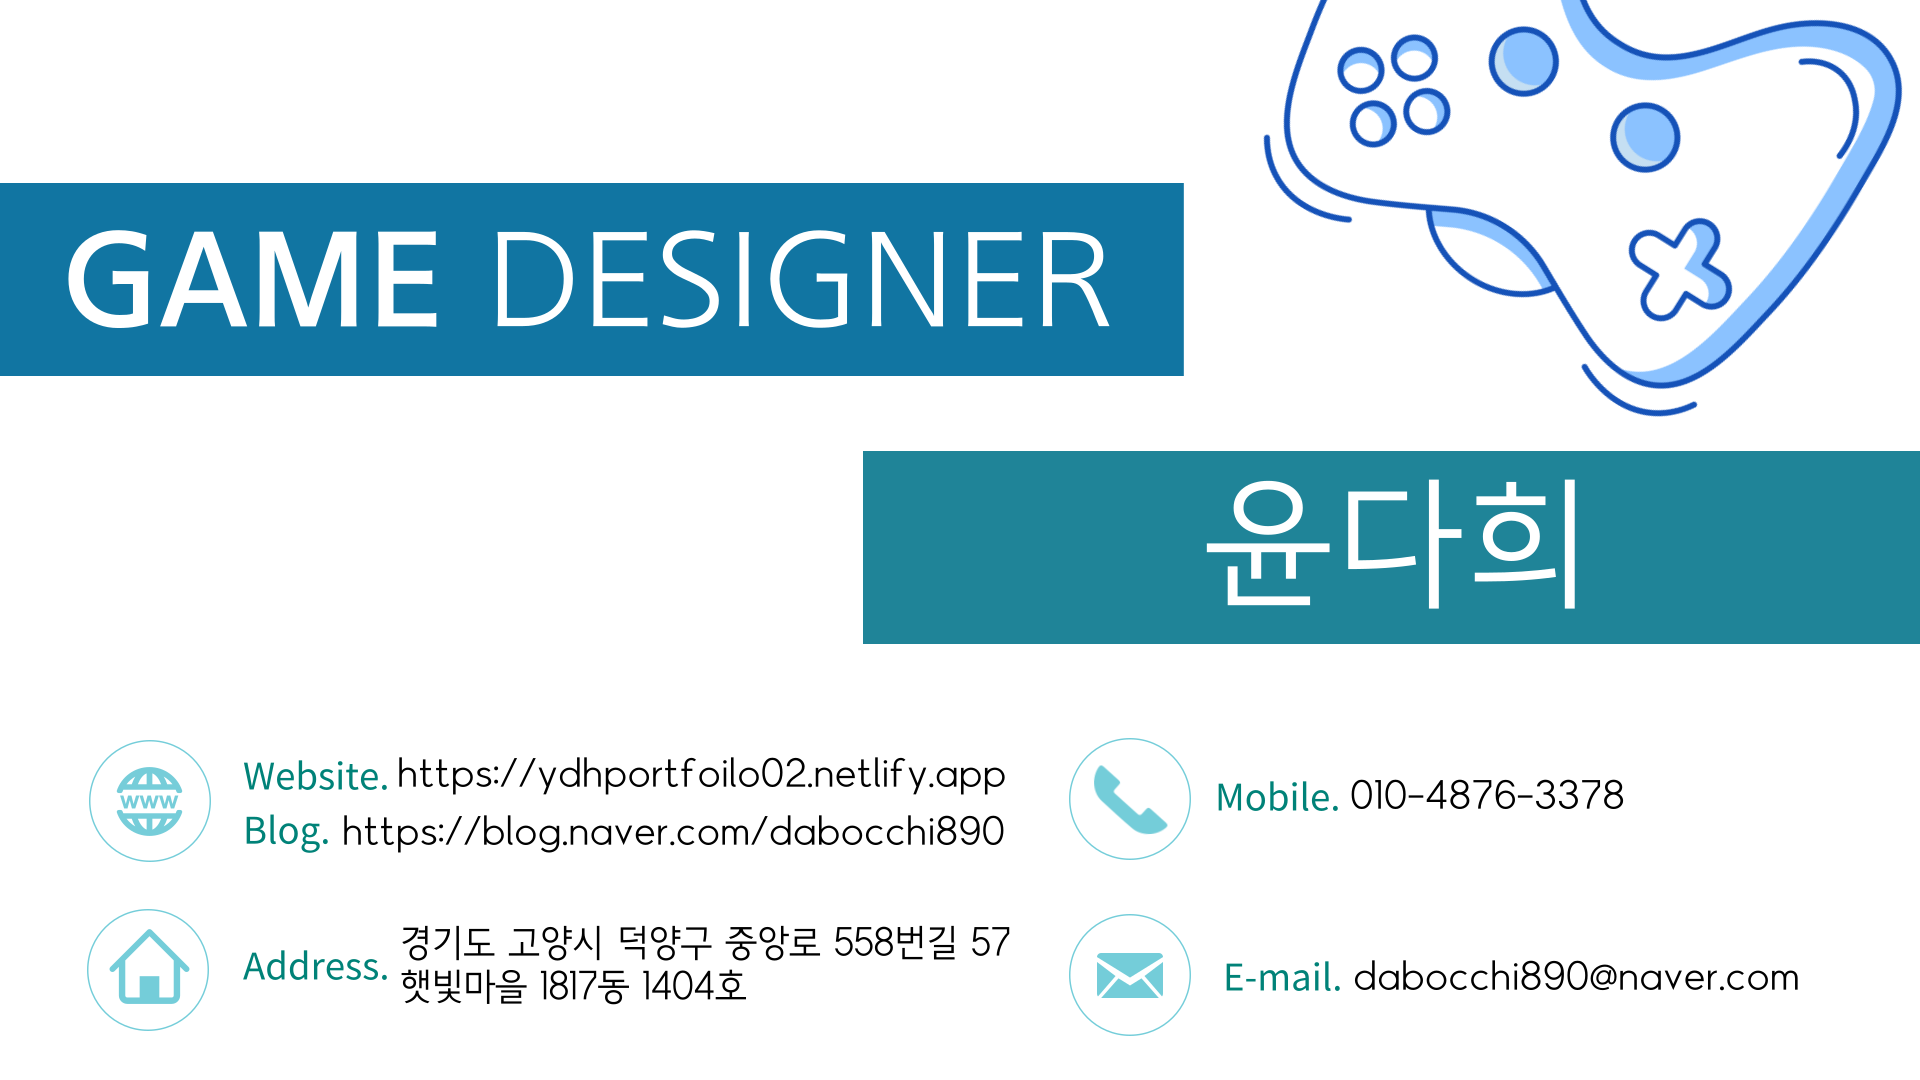 GAME DESIGNER
윤다희
www
Website. https://ydhportfoilo02.netlify.app
Blog. https://blog.naver.com/dabocchi890
Mobile. 010-4876-3378
Address. 경기도 고양시 덕양구 중앙로 558번길 57
햇빛마을 1817동 1404호
E-mail. dabocchi890@naver.com